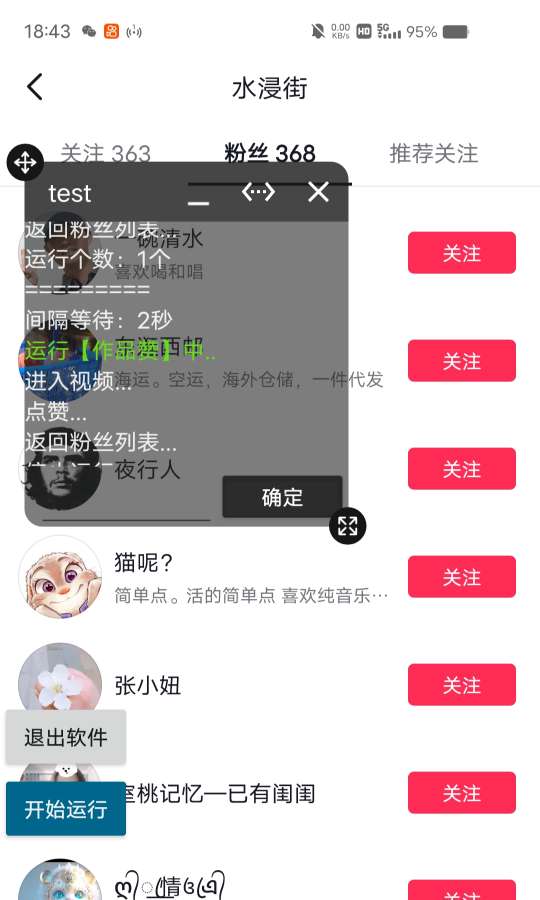 18:43
0.00 KB/s HD 5G 95%
水浸街
关注 363 粉丝 368 推荐关注
test
返回粉丝列表...
一碗清水
关注
运行个数：1个
喜欢喝和唱
=========
间隔等待：2秒
运行【作品赞】中..
关注
进入视频...
海运。空运，海外仓储，一件代发
点赞...
返回粉丝列表...
夜行人
关注
确定
猫呢？
简单点。活的简单点 喜欢纯音乐…
关注
张小妞
关注
退出软件
桃记忆—已有闺闺
关注
开始运行
情
关注